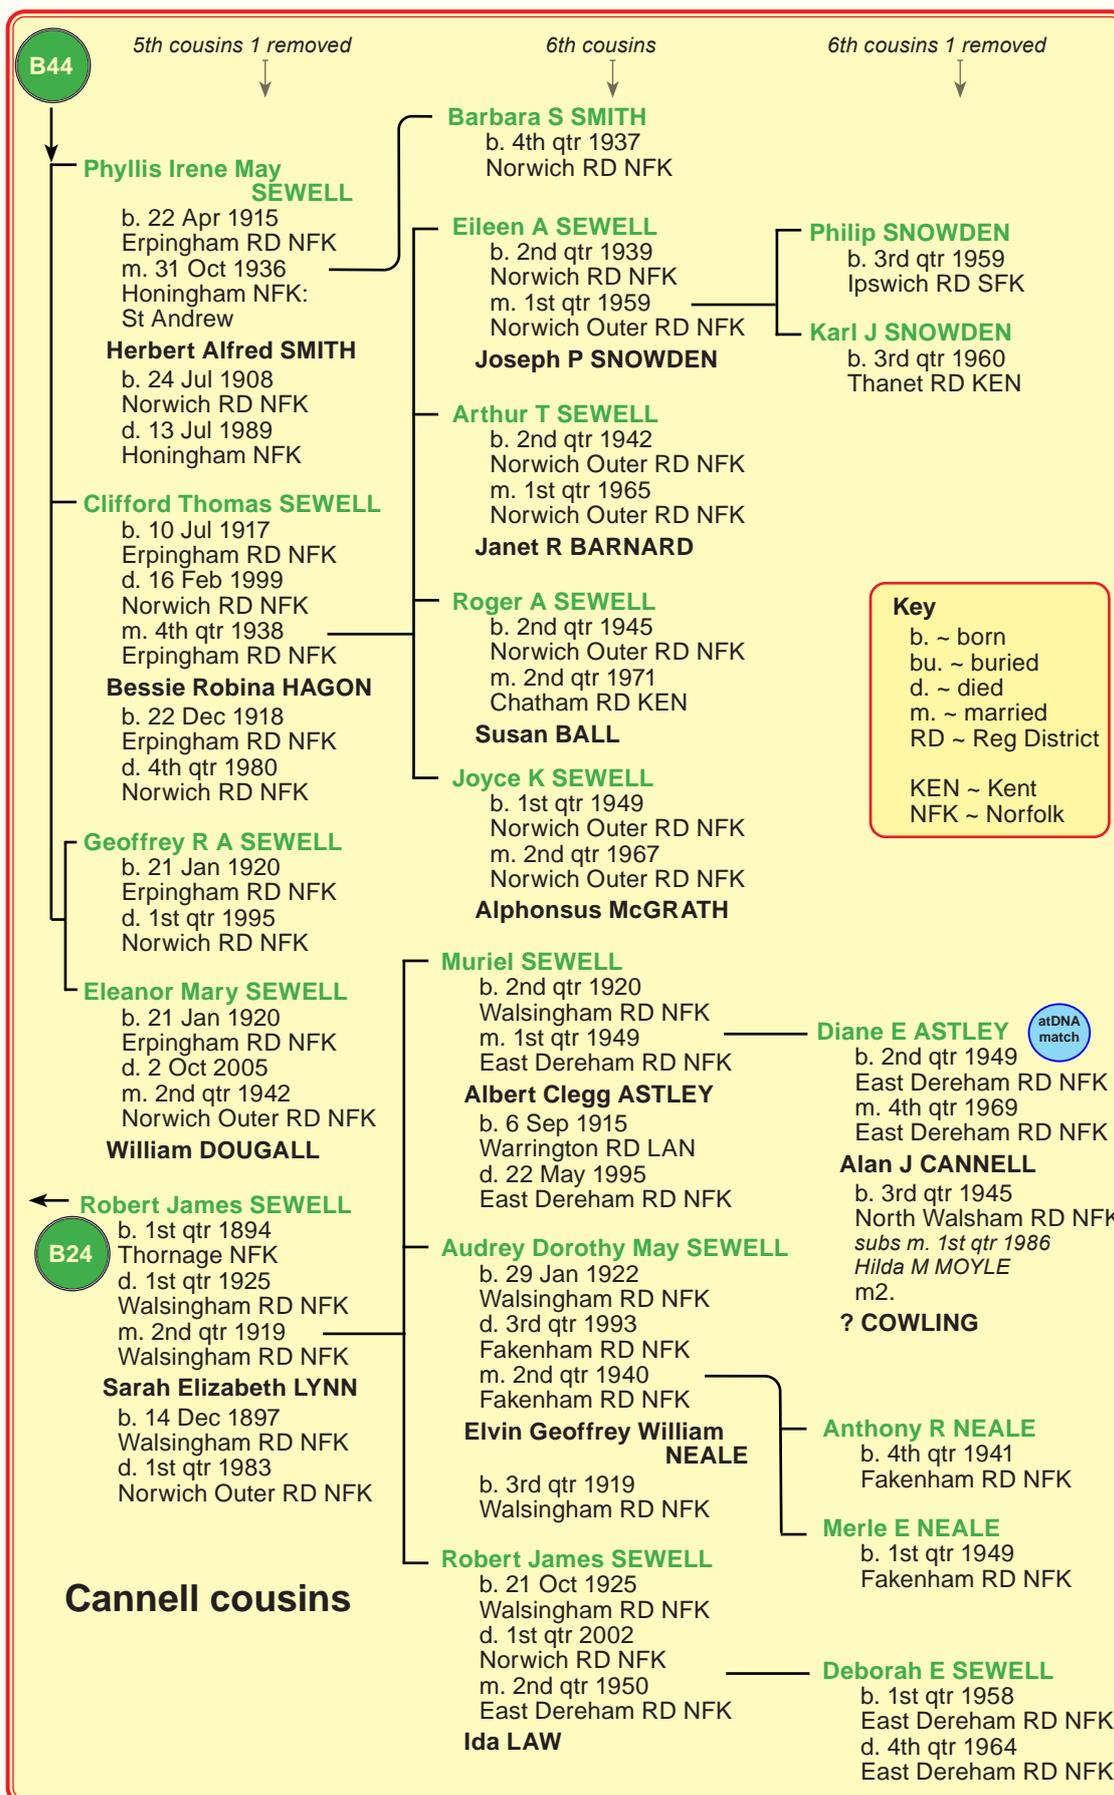 B44
5th cousins 1 removed
6th cousins
6th cousins 1 removed
Phyllis Irene May
SEWELL
b. 22 Apr 1915
Erpingham RD NFK
m. 31 Oct 1936
Honingham NFK:
St Andrew
Herbert Alfred SMITH
b. 24 Jul 1908
Norwich RD NFK
d. 13 Jul 1989
Honingham NFK
Clifford Thomas SEWELL
b. 10 Jul 1917
Erpingham RD NFK
d. 16 Feb 1999
Norwich RD NFK
m. 4th qtr 1938
Erpingham RD NFK
Bessie Robina HAGON
b. 22 Dec 1918
Erpingham RD NFK
d. 4th qtr 1980
Norwich RD NFK
Geoffrey R A SEWELL
b. 21 Jan 1920
Erpingham RD NFK
d. 1st qtr 1995
Norwich RD NFK
Eleanor Mary SEWELL
b. 21 Jan 1920
Erpingham RD NFK
d. 2 Oct 2005
m. 2nd qtr 1942
Norwich Outer RD NFK
William DOUGALL
Robert James SEWELL
B24
b. 1st qtr 1894
Thornage NFK
d. 1st qtr 1925
Walsingham RD NFK
m. 2nd qtr 1919
Walsingham RD NFK
Sarah Elizabeth LYNN
b. 14 Dec 1897
Walsingham RD NFK
d. 1st qtr 1983
Norwich Outer RD NFK
Cannell cousins
Barbara S SMITH
b. 4th qtr 1937
Norwich RD NFK
Eileen A SEWELL
b. 2nd qtr 1939
Norwich RD NFK
m. 1st qtr 1959
Norwich Outer RD NFK
Joseph P SNOWDEN
Arthur T SEWELL
b. 2nd qtr 1942
Norwich Outer RD NFK
m. 1st qtr 1965
Norwich Outer RD NFK
Janet R BARNARD
Roger A SEWELL
b. 2nd qtr 1945
Norwich Outer RD NFK
m. 2nd qtr 1971
Chatham RD KEN
Susan BALL
Joyce K SEWELL
b. 1st qtr 1949
Norwich Outer RD NFK
m. 2nd qtr 1967
Norwich Outer RD NFK
Alphonsus McGRATH
Muriel SEWELL
b. 2nd qtr 1920
Walsingham RD NFK
m. 1st qtr 1949
East Dereham RD NFK
Albert Clegg ASTLEY
b. 6 Sep 1915
Warrington RD LAN
d. 22 May 1995
East Dereham RD NFK
Audrey Dorothy May SEWELL
b. 29 Jan 1922
Walsingham RD NFK
d. 3rd qtr 1993
Fakenham RD NFK
m. 2nd qtr 1940
Fakenham RD NFK
Elvin Geoffrey William
NEALE
b. 3rd qtr 1919
Walsingham RD NFK
Robert James SEWELL
b. 21 Oct 1925
Walsingham RD NFK
d. 1st qtr 2002
Norwich RD NFK
m. 2nd qtr 1950
East Dereham RD NFK
Ida LAW
Philip SNOWDEN
b. 3rd qtr 1959
Ipswich RD SFK
Karl J SNOWDEN
b. 3rd qtr 1960
Thanet RD KEN
Key
b. ~ born
bu. ~ buried
d. ~ died
m. ~ married
RD ~ Reg District
KEN ~ Kent
NFK ~ Norfolk
Diane E ASTLEY
atDNA
match
b. 2nd qtr 1949
East Dereham RD NFK
m. 4th qtr 1969
East Dereham RD NFK
Alan J CANNELL
b. 3rd qtr 1945
North Walsham RD NFK
subs m. 1st qtr 1986
Hilda M MOYLE
m2.
? COWLING
Anthony R NEALE
b. 4th qtr 1941
Fakenham RD NFK
Merle E NEALE
b. 1st qtr 1949
Fakenham RD NFK
Deborah E SEWELL
b. 1st qtr 1958
East Dereham RD NFK
d. 4th qtr 1964
East Dereham RD NFK